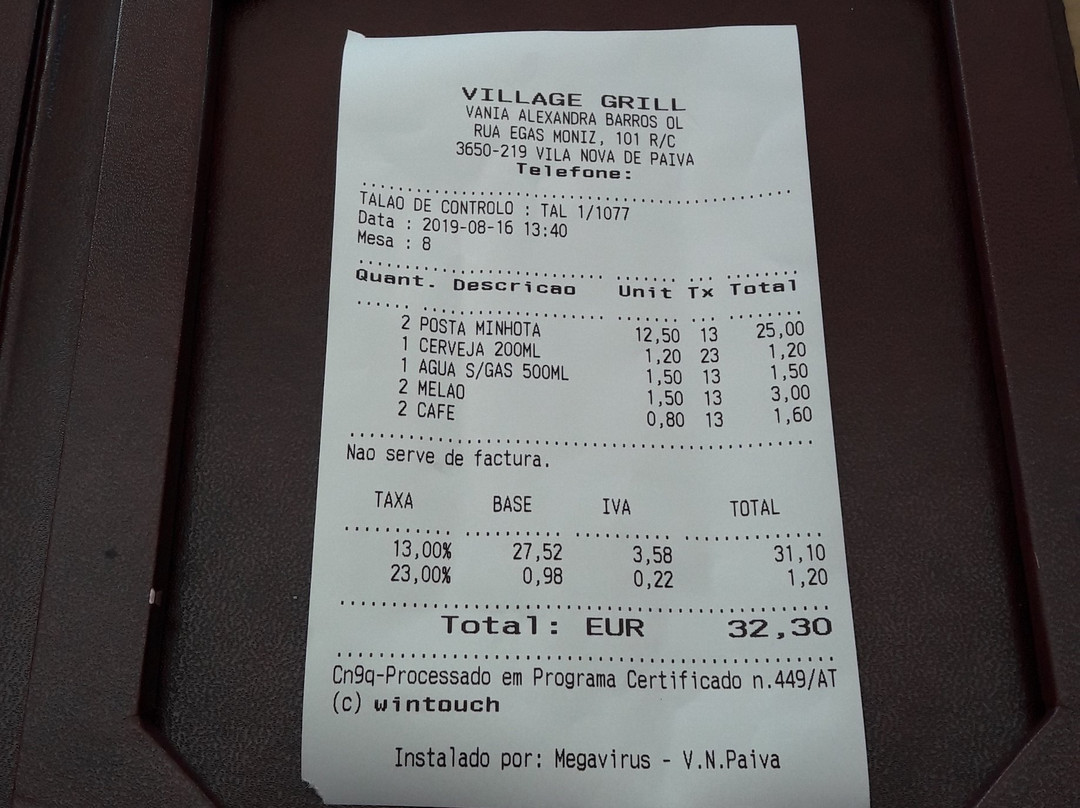 VILLAGE GRILL
VANIA ALEXANDRA BARROS OL
RUA EGAS MONIZ, 101 R/C
3650-219 VILA NOVA DE PAIVA
Telefone:
TALAO DE CONTROLO : TAL 1/1077
Data : 2019-08-16 13:40
Mesa : 8
Quant. Descricao Unit Tx Total
2 POSTA MINHOTA 12,50 13 25,00
1 CERVEJA 200ML 1,20 23 1,20
1 AGUA S/GAS 500ML 1,50 13 1,50
2 MELAO 1,50 13 3,00
2 CAFE 0,80 13 1,60
Nao serve de factura.
TAXA BASE IVA TOTAL
13,00% 27,52 3,58 31,10
23,00% 0,98 0,22 1,20
Total: EUR 32,30
Cn9q-Processado em Programa Certificado n.449/AT
(c) wintouch
Instalado por: Megavirus - V.N.Paiva